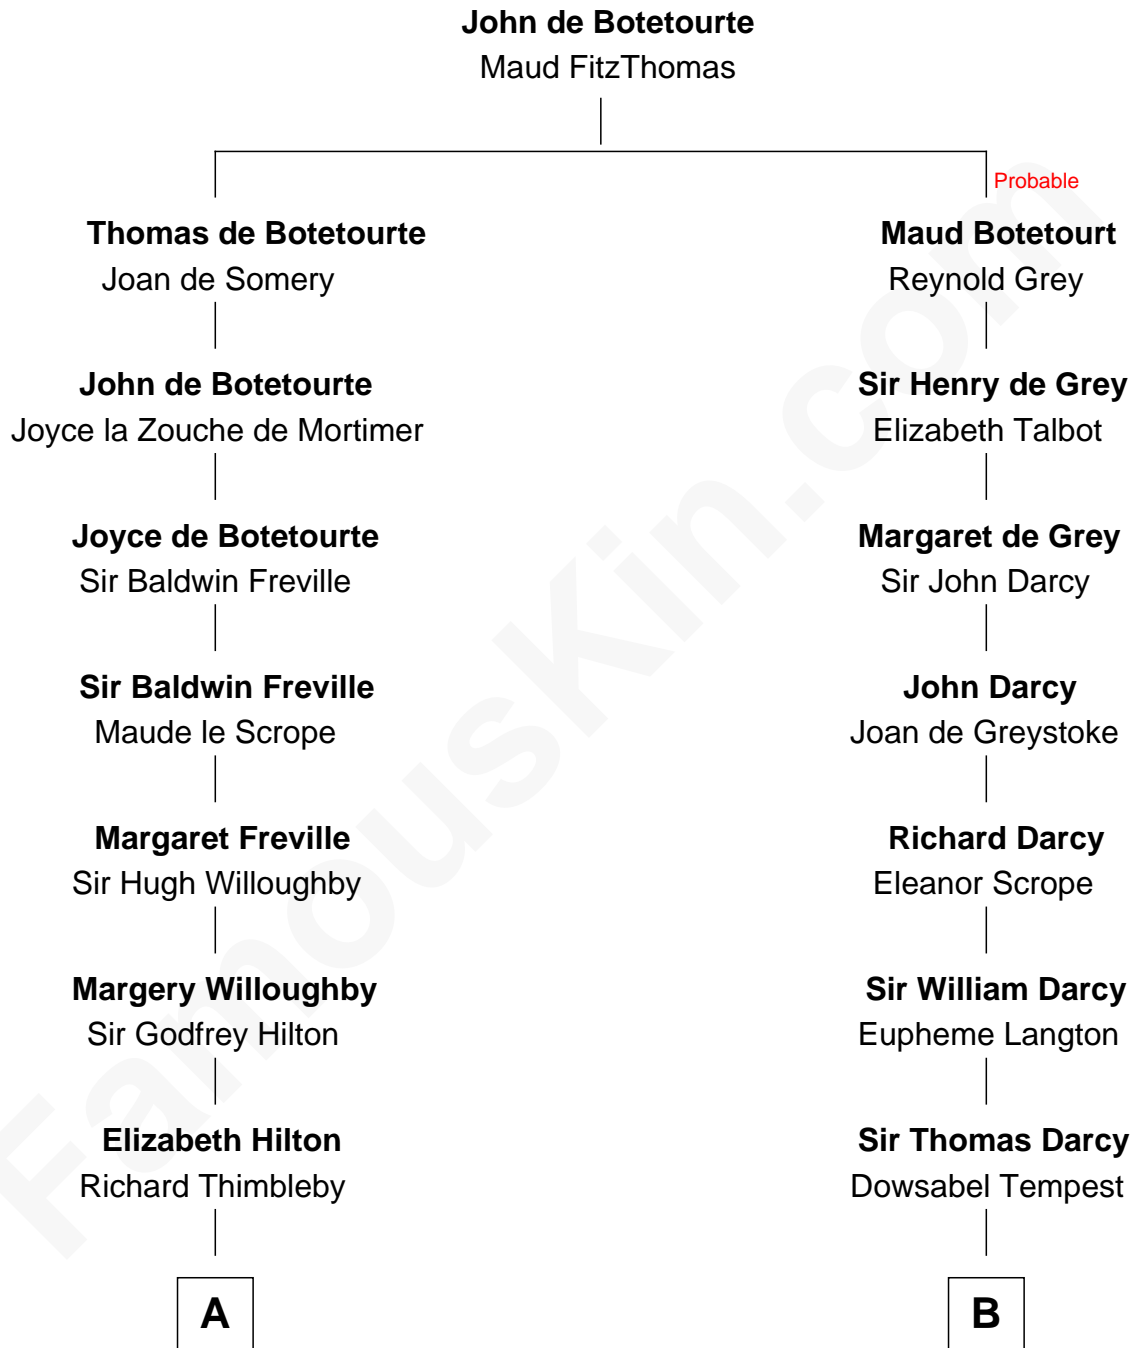 John de Botetourte
Maud FitzThomas
Probable
Thomas de Botetourte
Joan de Somery
Maud Botetourt
Reynold Grey
John de Botetourte
Joyce la Zouche de Mortimer
Sir Henry de Grey
Elizabeth Talbot
Joyce de Botetourte
Sir Baldwin Freville
Margaret de Grey
Sir John Darcy
Sir Baldwin Freville
Maude le Scrope
John Darcy
Joan de Greystoke
Margaret Freville
Sir Hugh Willoughby
Richard Darcy
Eleanor Scrope
Margery Willoughby
Sir Godfrey Hilton
Sir William Darcy
Eupheme Langton
Elizabeth Hilton
Richard Thimbleby
Sir Thomas Darcy
Dowsabel Tempest
A
B
FamousKin.com